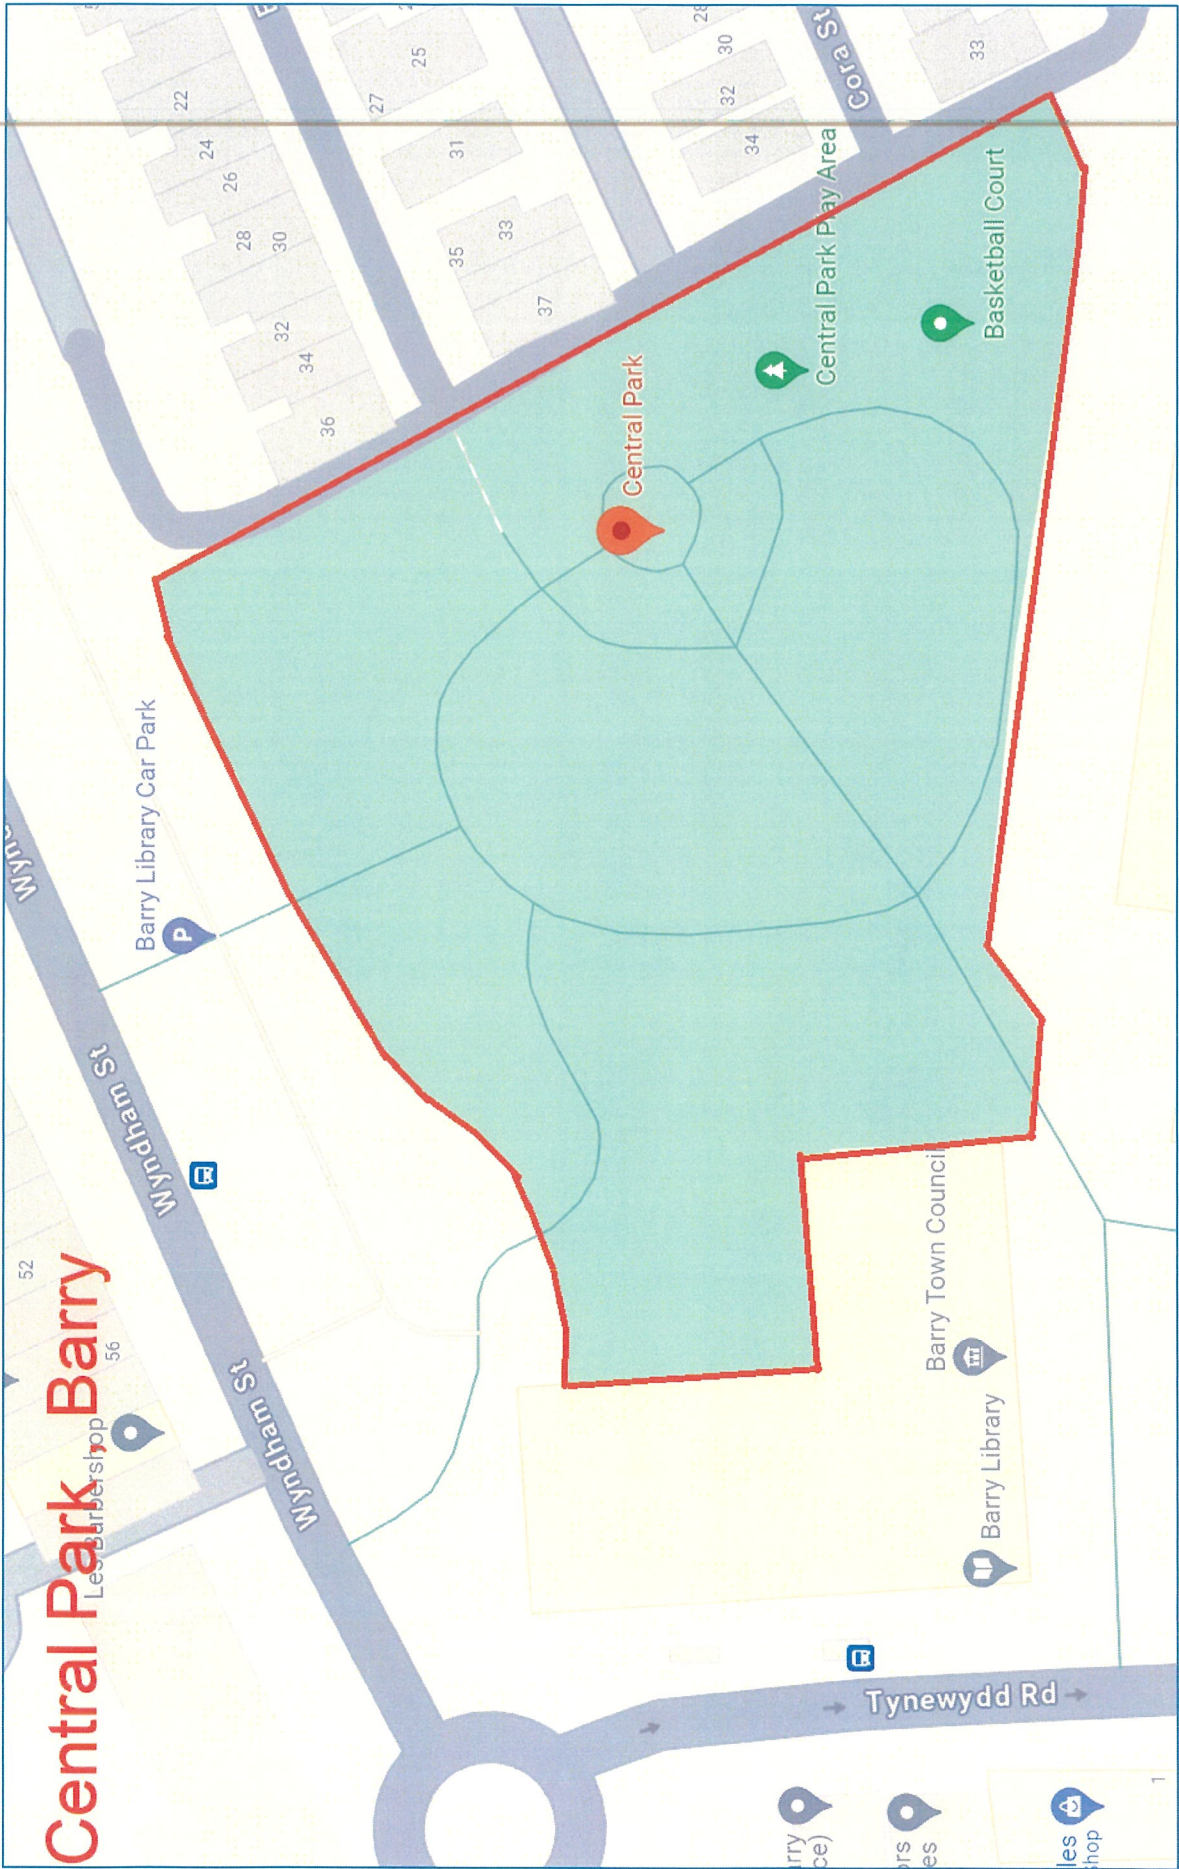 Central Park, Barry
Les Barbershop
56
52
Wyndham St
Wyndham St
Barry Library Car Park
P
22
24
26
28
30
32
34
36
25
27
31
33
35
37
28
30
32
34
33
Cora St
Central Park Play Area
Central Park
Basketball Court
Barry Town Council
Barry Library
Tynewydd Rd
1